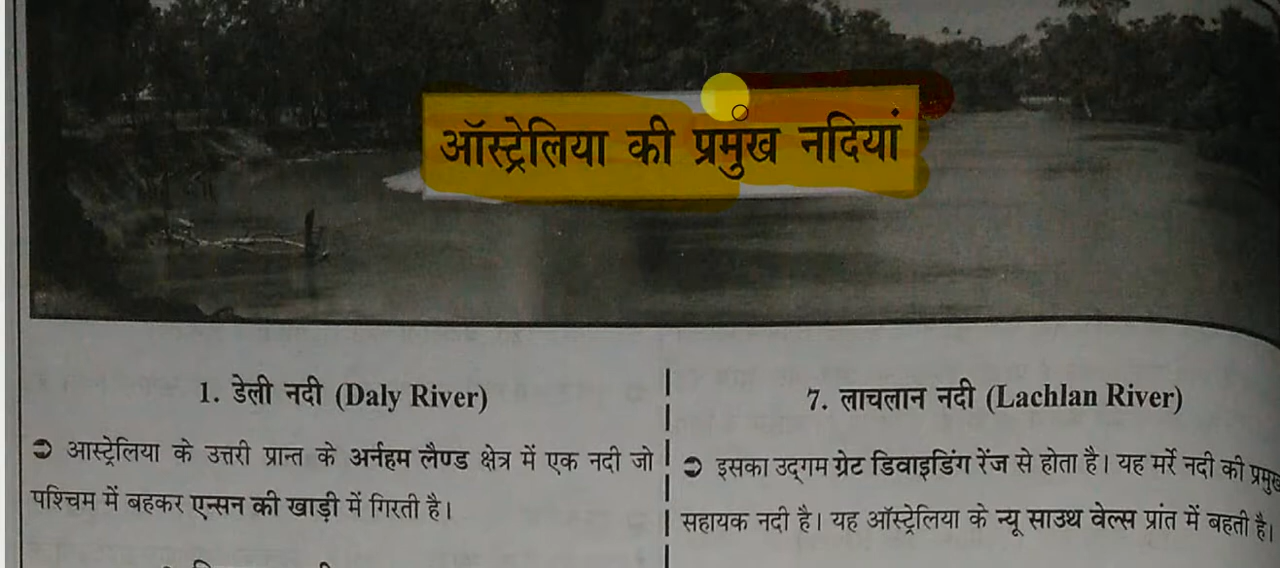 ऑस्ट्रेलिया की प्रमुख नदियां
1. डेली नदी (Daly River)
➲ आस्ट्रेलिया के उत्तरी प्रान्त के अर्नहम लैण्ड क्षेत्र में एक नदी जो
पश्चिम में बहकर एन्सन की खाड़ी में गिरती है।
7. लाचलान नदी (Lachlan River)
➲ इसका उद्गम ग्रेट डिवाइडिंग रेंज से होता है। यह मर्रे नदी की प्रमुख
सहायक नदी है। यह ऑस्ट्रेलिया के न्यू साउथ वेल्स प्रांत में बहती है।